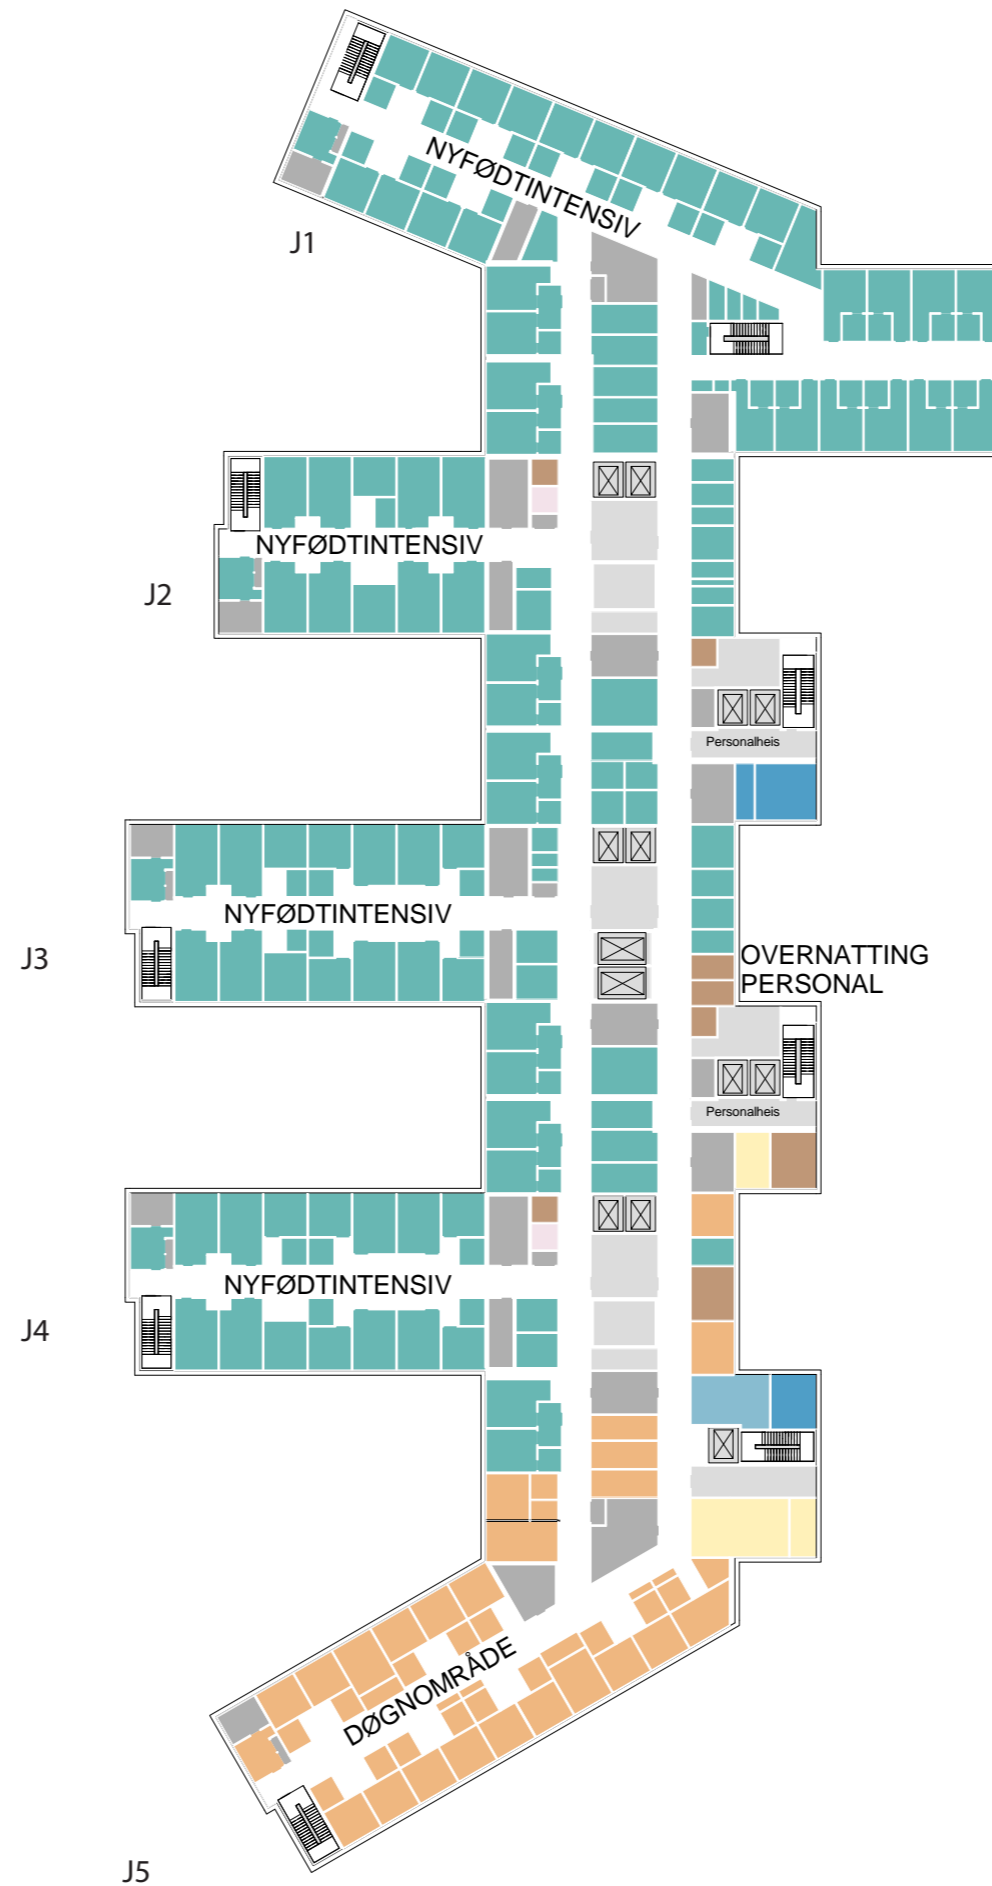 NYFØDTINTENSIV
J1
NYFØDTINTENSIV
J2
Personalheis
NYFØDTINTENSIV
J3
OVERNATTING
PERSONAL
Personalheis
NYFØDTINTENSIV
J4
DØGNOMRÅDE
J5